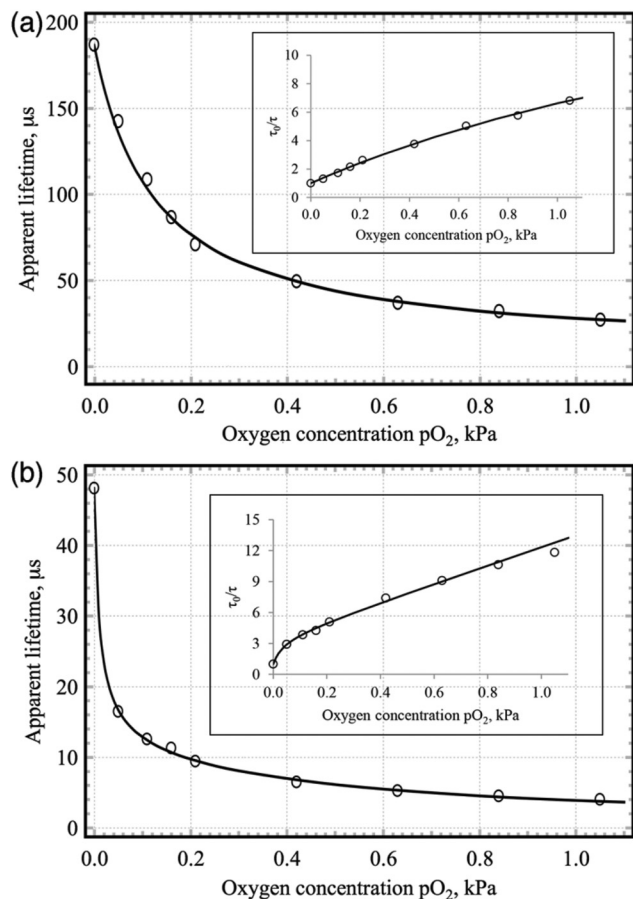 (a)
200
150
100
50
0
Apparent lifetime, μs
0.0 0.2 0.4 0.6 0.8 1.0
Oxygen concentration pO₂, kPa
10
8
6
4
2
0
τ₀/τ
0.0 0.2 0.4 0.6 0.8 1.0
Oxygen concentration pO₂, kPa
(b)
50
40
30
20
10
0
Apparent lifetime, μs
0.0 0.2 0.4 0.6 0.8 1.0
Oxygen concentration pO₂, kPa
15
12
9
6
3
0
τ₀/τ
0.0 0.2 0.4 0.6 0.8 1.0
Oxygen concentration pO₂, kPa